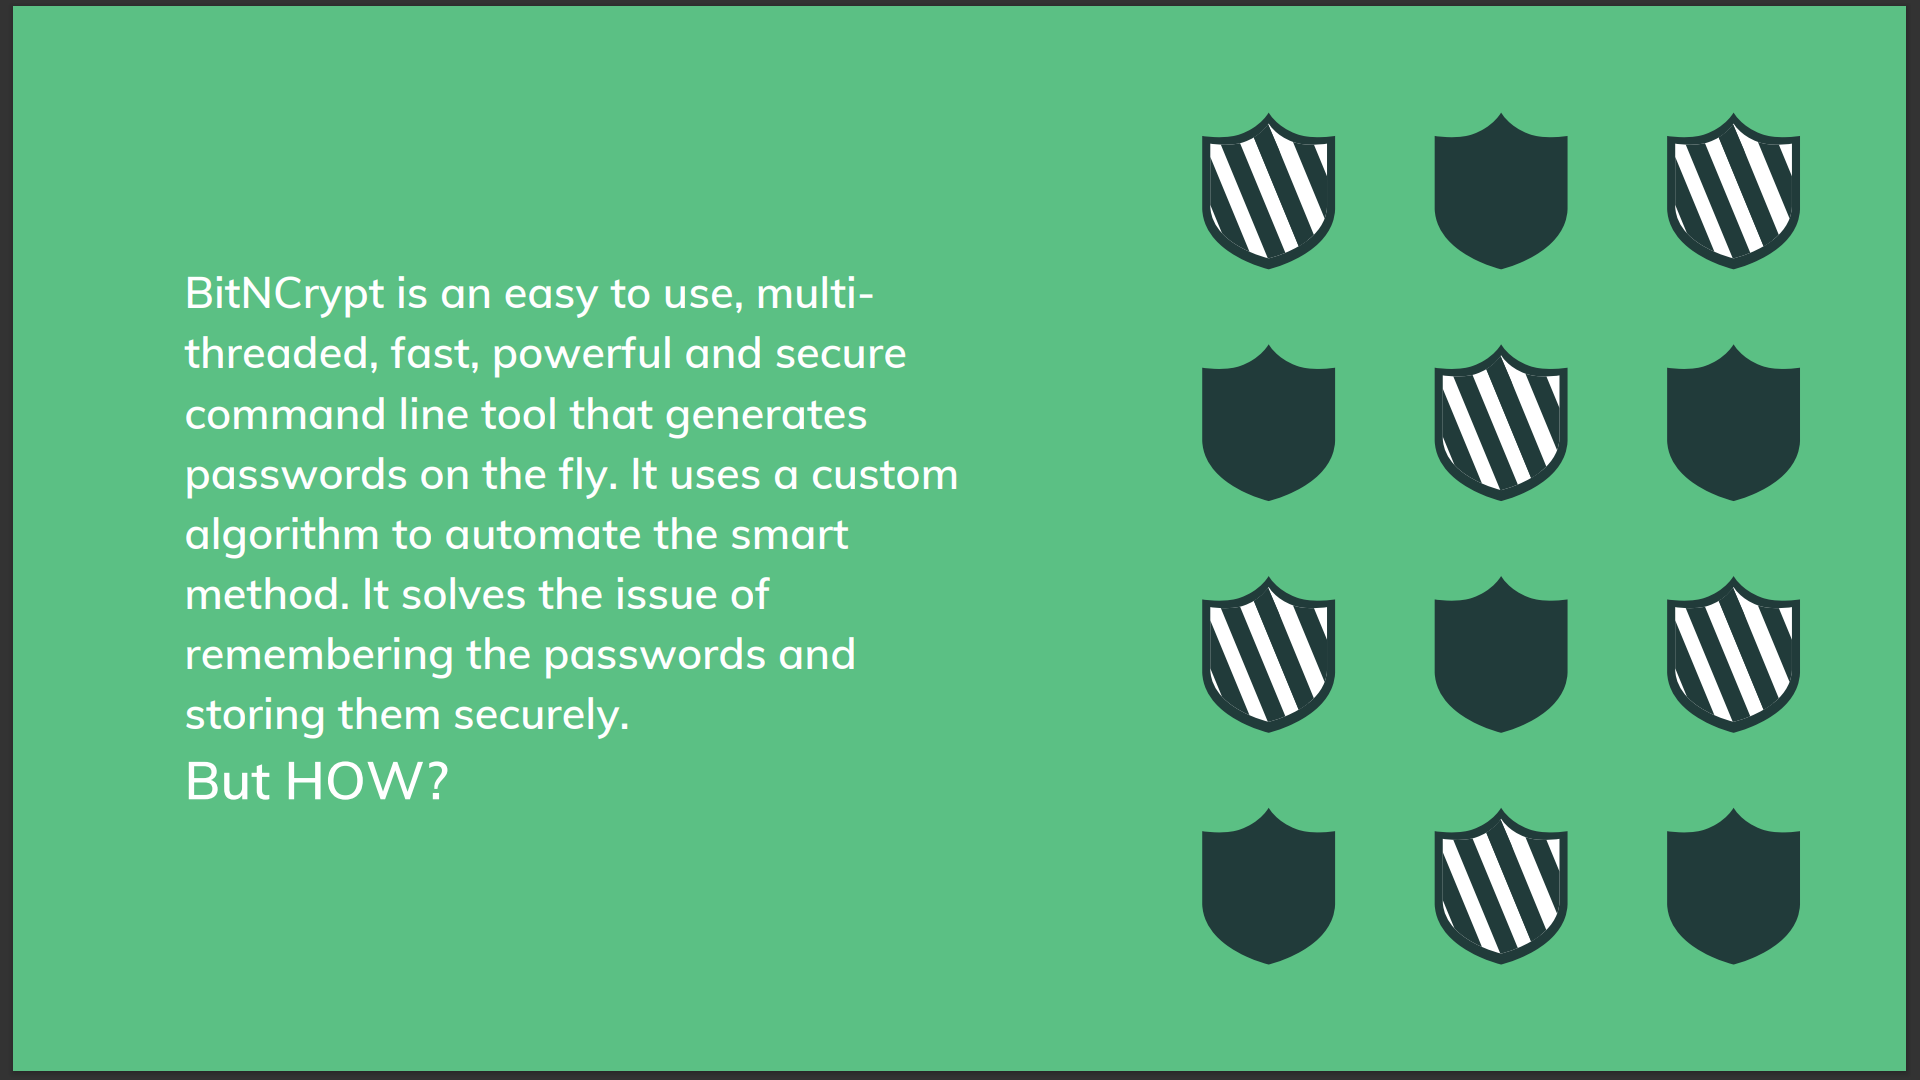 BitNCrypt is an easy to use, multi-
threaded, fast, powerful and secure
command line tool that generates
passwords on the fly. It uses a custom
algorithm to automate the smart
method. It solves the issue of
remembering the passwords and
storing them securely.
But HOW?